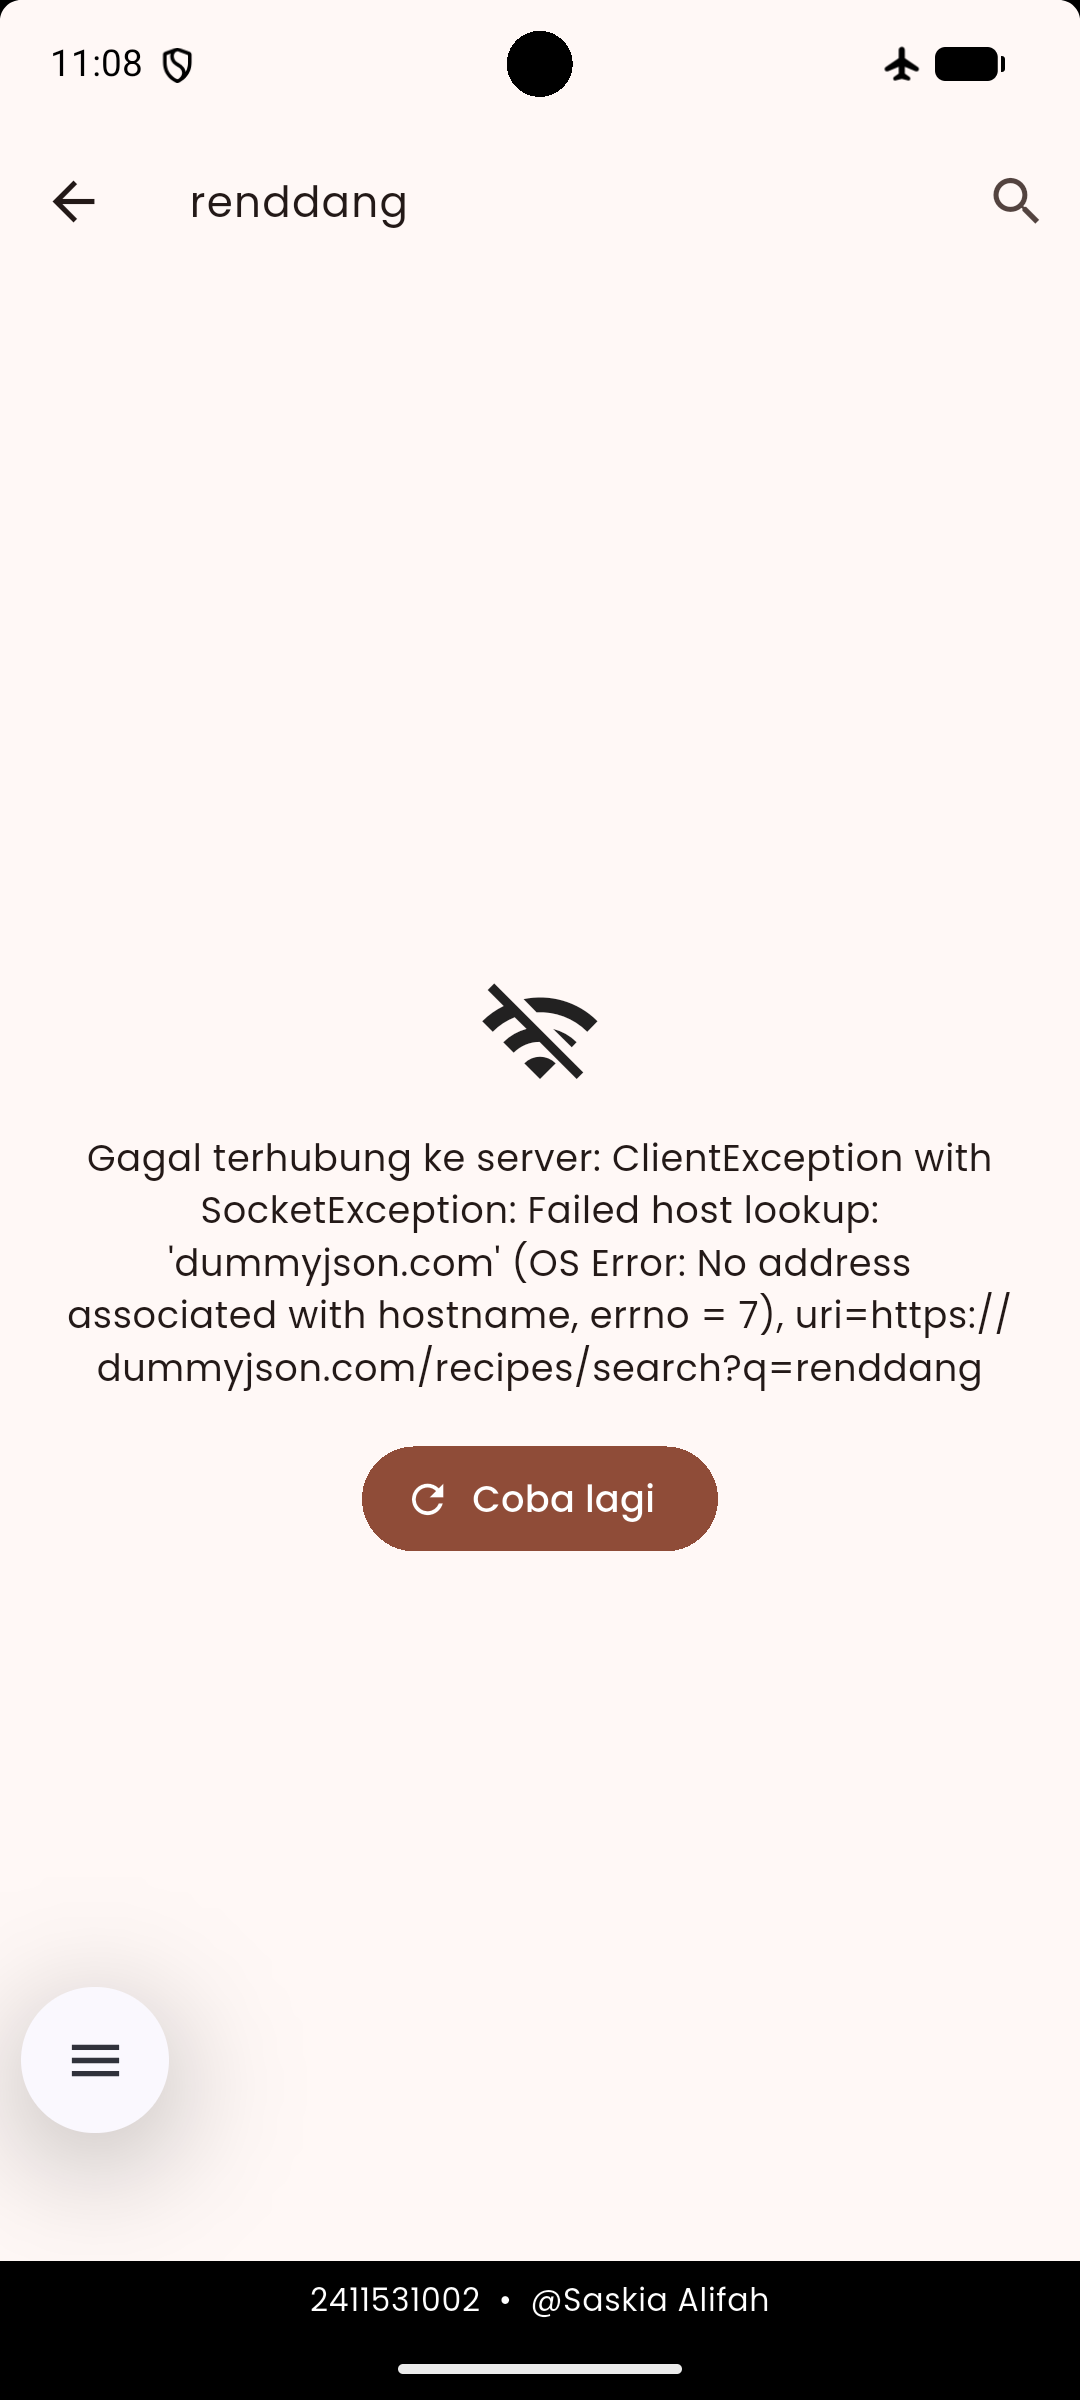 11:08
renddang
Gagal terhubung ke server: ClientException with
SocketException: Failed host lookup:
'dummyjson.com' (OS Error: No address
associated with hostname, errno = 7), uri=https://
dummyjson.com/recipes/search?q=renddang
Coba lagi
2411531002 • @Saskia Alifah